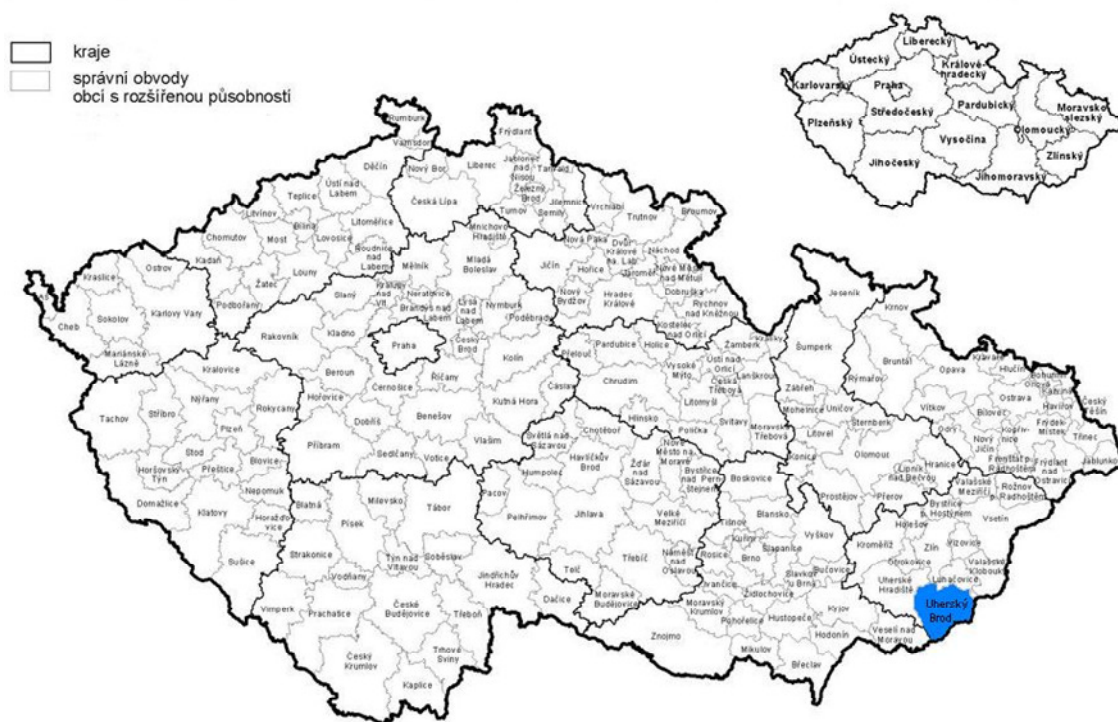 kraje
správní obvody
obcí s rozšířenou působností
Liberecký
Ústecký
Králové-
hradecký
Karlovarský
Praha
Středočeský
Pardubický
Moravsko
slezský
Plzeňský
Vysočina
Olomoucký
Zlínský
Jihočeský
Jihomoravský
Rumburk
Varnsdorf
Frýdlant
Děčín
Nový Bor
Liberec
Jablonec
nad
Nisou
Tanvald
Ústí nad
Labem
Teplice
Česká Lípa
Železný
Brod
Jilemnice
Vrchlabí
Trutnov
Broumov
Litvínov
Bílina
Litoměřice
Turnov
Semily
Chomutov
Most
Lovosice
Mnichovo
Hradiště
Nová Paka
Dvůr
Králové
na. Lab.
Náchod
Kadaň
Roudnice
nad
Labem
Mělník
Mladá
Boleslav
Jičín
Hořice
Jaroměř
Nové Město
nad Metují
Kraslice
Ostrov
Louny
Žatec
Podbořany
Slaný
Kralupy
nad
Vlt.
Neratovice
Brandýs nad
Labem
Lysá
nad
Labem
Nymburk
Poděbrady
Nový
Bydžov
Hradec
Králové
Dobruška
Rychnov
nad Kněžnou
Jeseník
Krnov
Cheb
Sokolov
Karlovy Vary
Rakovník
Kladno
Praha
Český
Brod
Kolín
Kostelec
nad Orlicí
Mariánské
Lázně
Kralovice
Beroun
Říčany
Přelouč
Pardubice
Holice
Žamberk
Králíky
Šumperk
Bruntál
Opava
Kravaře
Hlučín
Bohumín
Orlová
Karviná
Černošice
Čáslav
Chrudim
Vysoké
Mýto
Ústí nad
Orlicí
Česká
Třebová
Lanškroun
Rýmařov
Ostrava
Havířov
Český
Těšín
Tachov
Stříbro
Nýřany
Rokycany
Hořovice
Benešov
Kutná Hora
Litomyšl
Zábřeh
Mohelnice
Uničov
Vítkov
Bílovec
Plzeň
Dobříš
Hlinsko
Polička
Svitavy
Moravská
Třebová
Litovel
Šternberk
Odry
Kopřiv-
nice
Frýdek-
Místek
Třinec
Stod
Příbram
Sedlčany
Votice
Vlašim
Světlá nad
Sázavou
Chotěboř
Nový
Jičín
Frenštát p.
Radhoštěm
Frýdlant
nad
Ostravicí
Jablunkov
Horšovský
Týn
Přeštice
Blovice
Humpolec
Havlíčkův
Brod
Žďár
nad
Sázavou
Nové
Město na
Moravě
Bystřice
nad Pern
štejnem
Konice
Olomouc
Lipník
nad Bečvou
Hranice
Valašské
Meziříčí
Rožnov
p.
Radhoštěm
Domažlice
Klatovy
Nepomuk
Horažďo-
vice
Blatná
Milevsko
Tábor
Pacov
Pelhřimov
Jihlava
Velké
Meziříčí
Boskovice
Prostějov
Přerov
Bystřice
p.
Hostýnem
Vsetín
Písek
Tišnov
Blansko
Vyškov
Holešov
Sušice
Strakonice
Týn nad
Vltavou
Soběslav
Třebíč
Náměšť
nad
Oslavou
Rosice
Kuřim
Brno
Šlapanice
Kroměříž
Zlín
Vizovice
Vodňany
Jindřichův
Hradec
Telč
Moravské
Budějovice
Ivančice
Slavkov
u Brna
Bučovice
Otrokovice
Valašské
Klobouky
Vimperk
Prachatice
České
Budějovice
Třeboň
Dačice
Moravský
Krumlov
Židlochovice
Pohořelice
Hustopeče
Kyjov
Uherské
Hradiště
Luhačovice
Uherský
Brod
Český
Krumlov
Trhové
Sviny
Kaplice
Znojmo
Mikulov
Břeclav
Hodonín
Veselí nad
Moravou